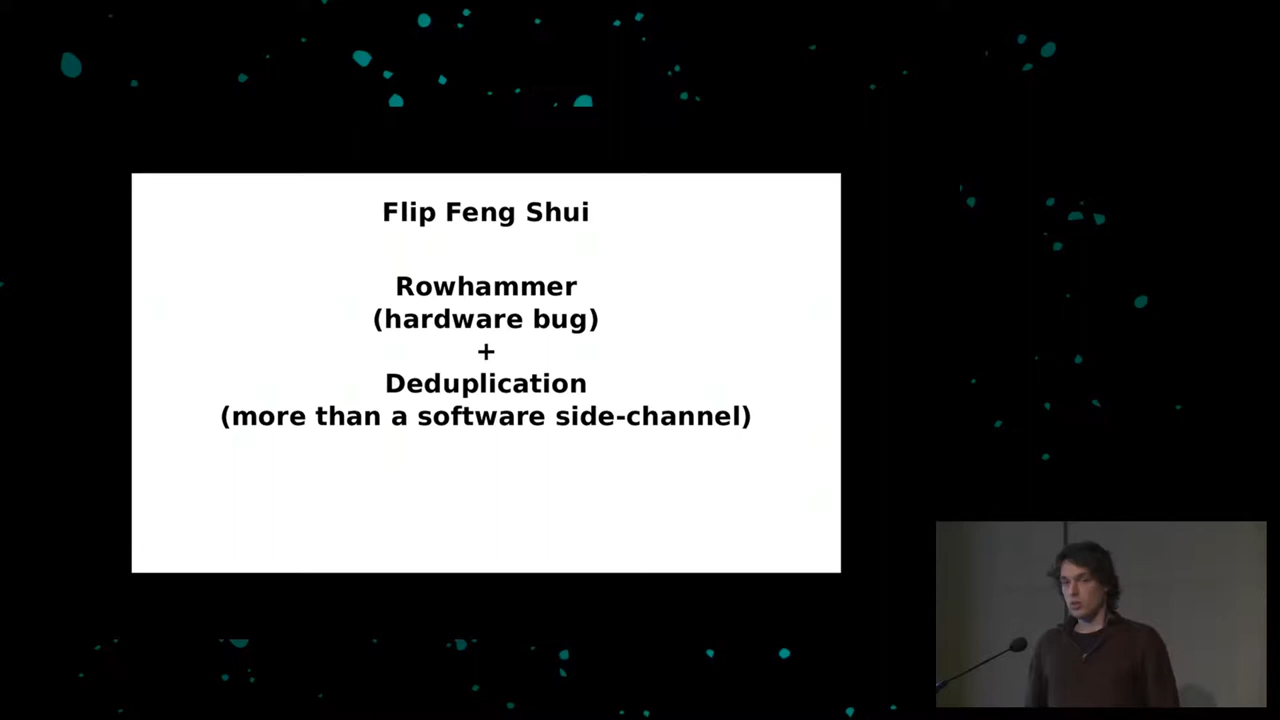 Flip Feng Shui
Rowhammer
(hardware bug)
+
Deduplication
(more than a software side-channel)